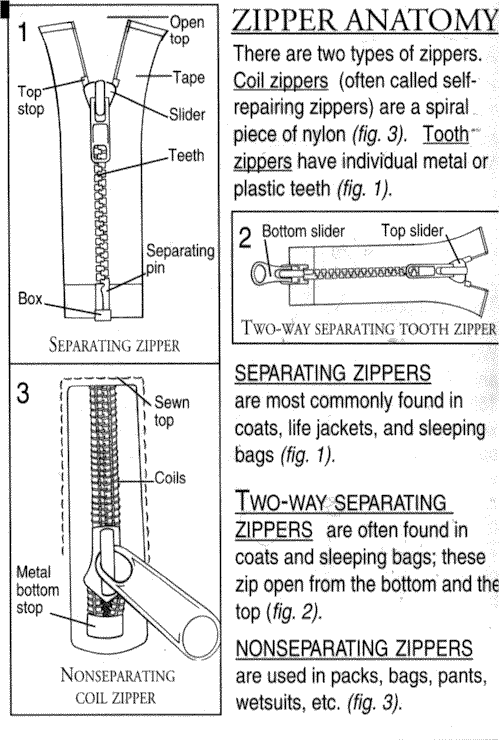 ZIPPER ANATOMY
There are two types of zippers.
Coil zippers (often called self-
repairing zippers) are a spiral
piece of nylon (fig. 3). Tooth
zippers have individual metal or
plastic teeth (fig. 1).
1
Open
top
Tape
Top
stop
Slider
Teeth
Separating
pin
Box
SEPARATING ZIPPER
2
Bottom slider
Top slider
TWO-WAY SEPARATING TOOTH ZIPPER
3
Sewn
top
Coils
Metal
bottom
stop
NONSEPARATING
COIL ZIPPER
SEPARATING ZIPPERS
are most commonly found in
coats, life jackets, and sleeping
bags (fig. 1).
TWO-WAY SEPARATING
ZIPPERS are often found in
coats and sleeping bags; these
zip open from the bottom and the
top (fig. 2).
NONSEPARATING ZIPPERS
are used in packs, bags, pants,
wetsuits, etc. (fig. 3).